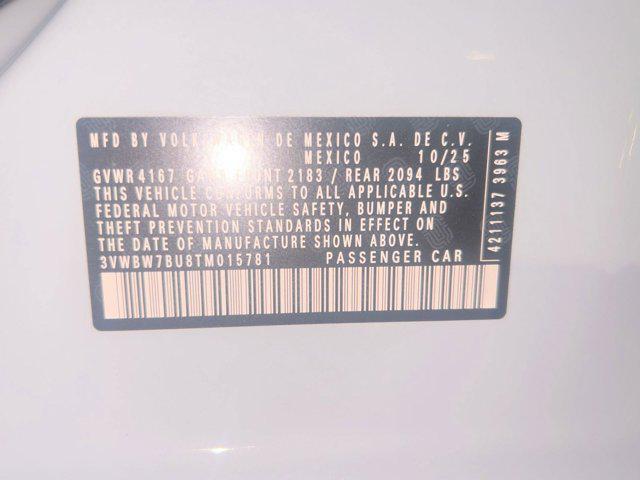 MFD BY DE MEXICO S.A. DE C.V.
MEXICO 10/25
GVWR 4167 2183 / REAR 2094 LBS
THIS VEHICLE CONFORMS TO ALL APPLICABLE U.S.
FEDERAL MOTOR VEHICLE SAFETY, BUMPER AND
THEFT PREVENTION STANDARDS IN EFFECT ON
THE DATE OF MANUFACTURE SHOWN ABOVE.
3VWBW7BU8TM015781 PASSENGER CAR
4211137 3963 M